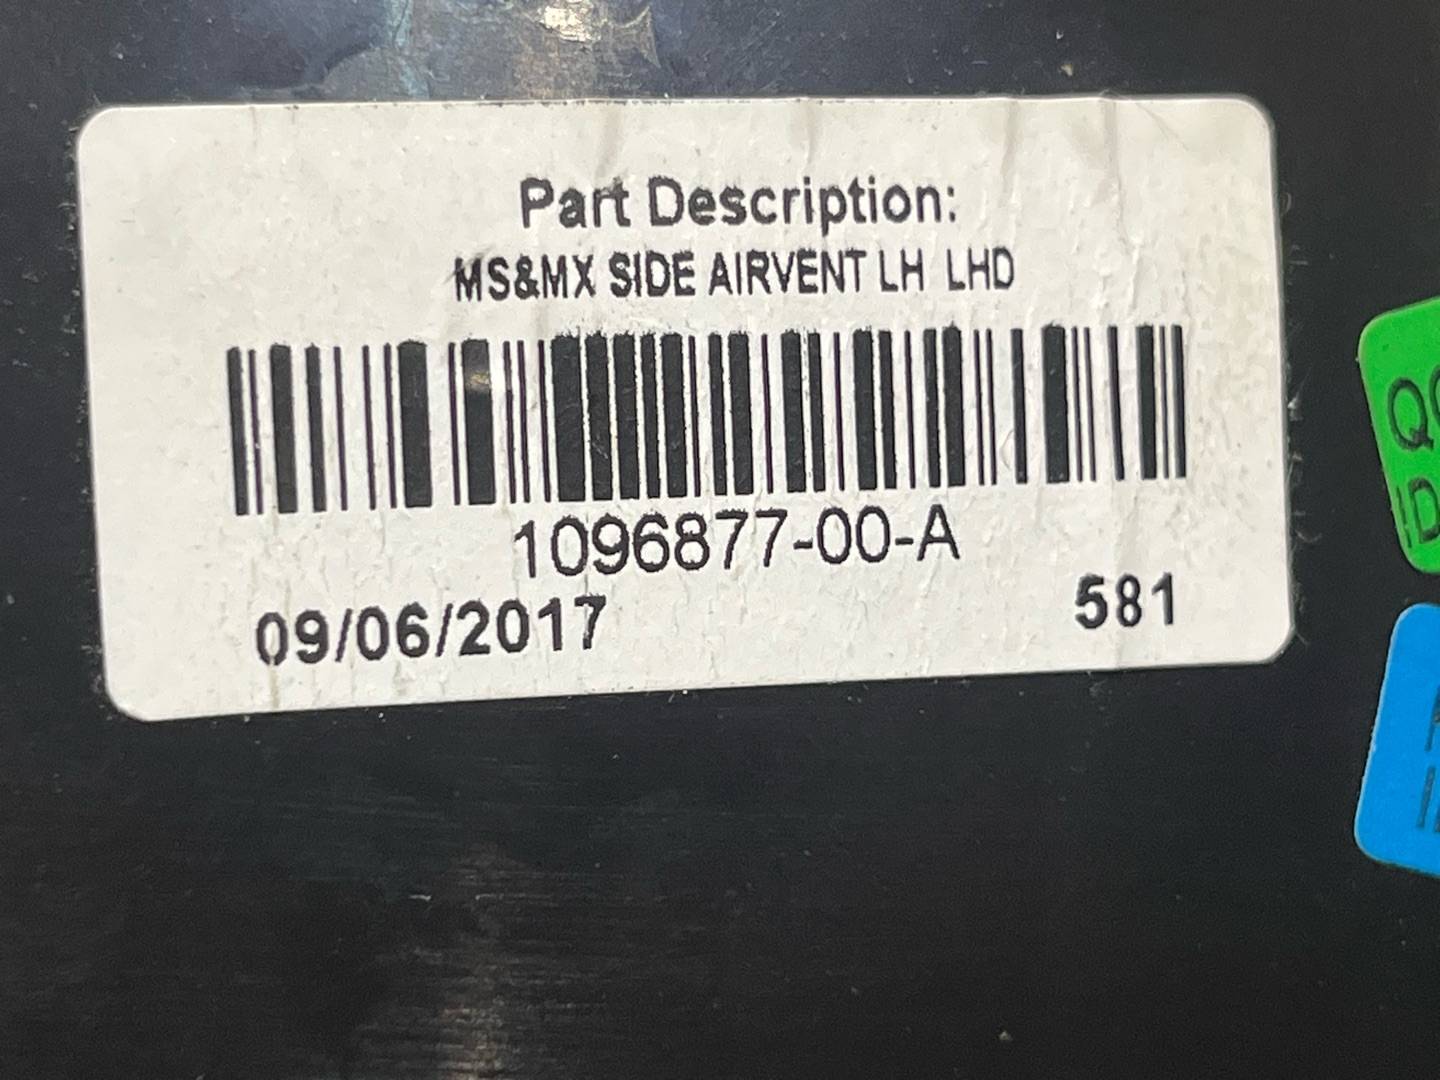 Part Description:
MS&MX SIDE AIRVENT LH LHD
1096877-00-A
09/06/2017
581